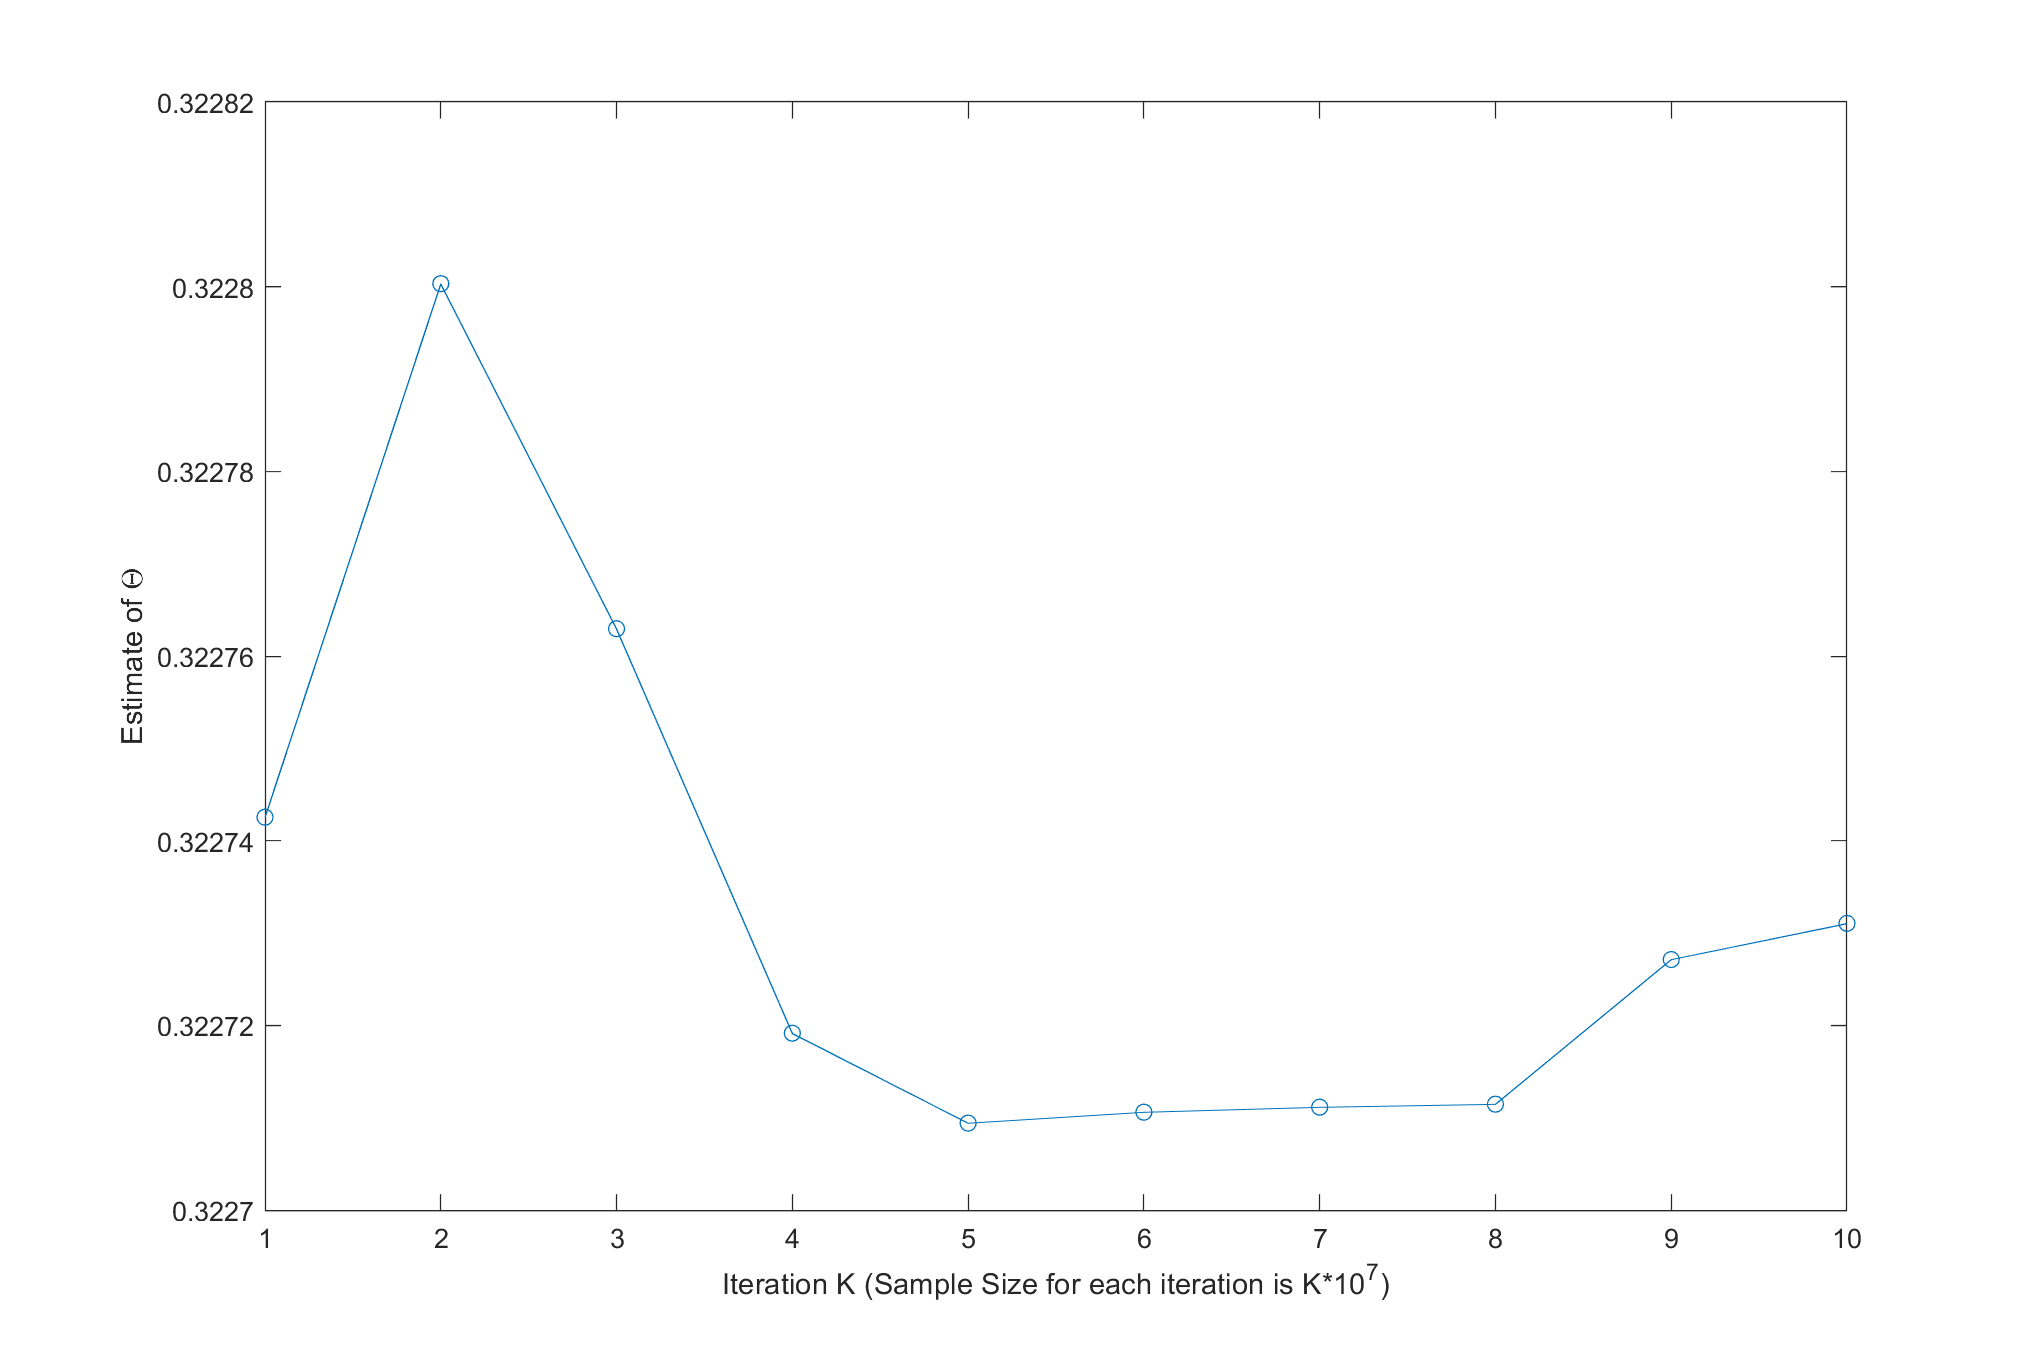 0.32282
0.3228
0.32278
0.32276
0.32274
0.32272
0.3227
Estimate of Θ
1 2 3 4 5 6 7 8 9 10
Iteration K (Sample Size for each iteration is K*10^7)